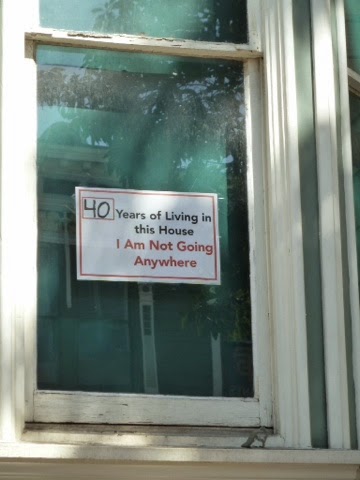 40 Years of Living in
this House
I Am Not Going
Anywhere